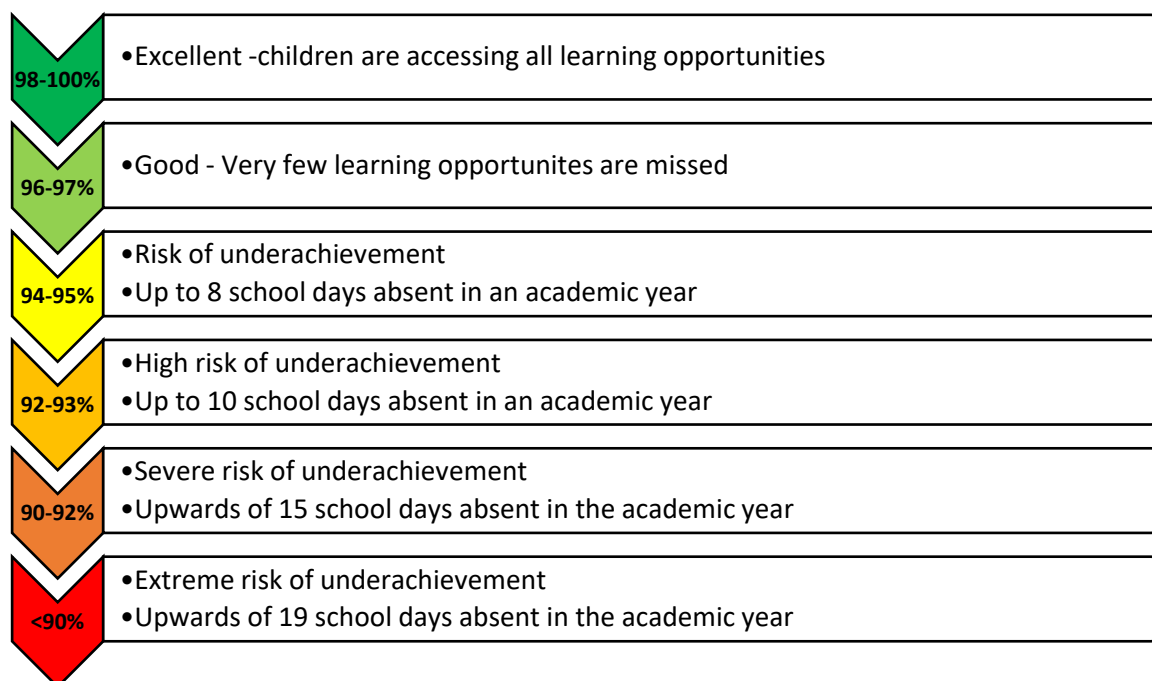 98-100%
•Excellent -children are accessing all learning opportunities
96-97%
•Good - Very few learning opportunites are missed
94-95%
•Risk of underachievement
•Up to 8 school days absent in an academic year
92-93%
•High risk of underachievement
•Up to 10 school days absent in an academic year
90-92%
•Severe risk of underachievement
•Upwards of 15 school days absent in the academic year
<90%
•Extreme risk of underachievement
•Upwards of 19 school days absent in the academic year